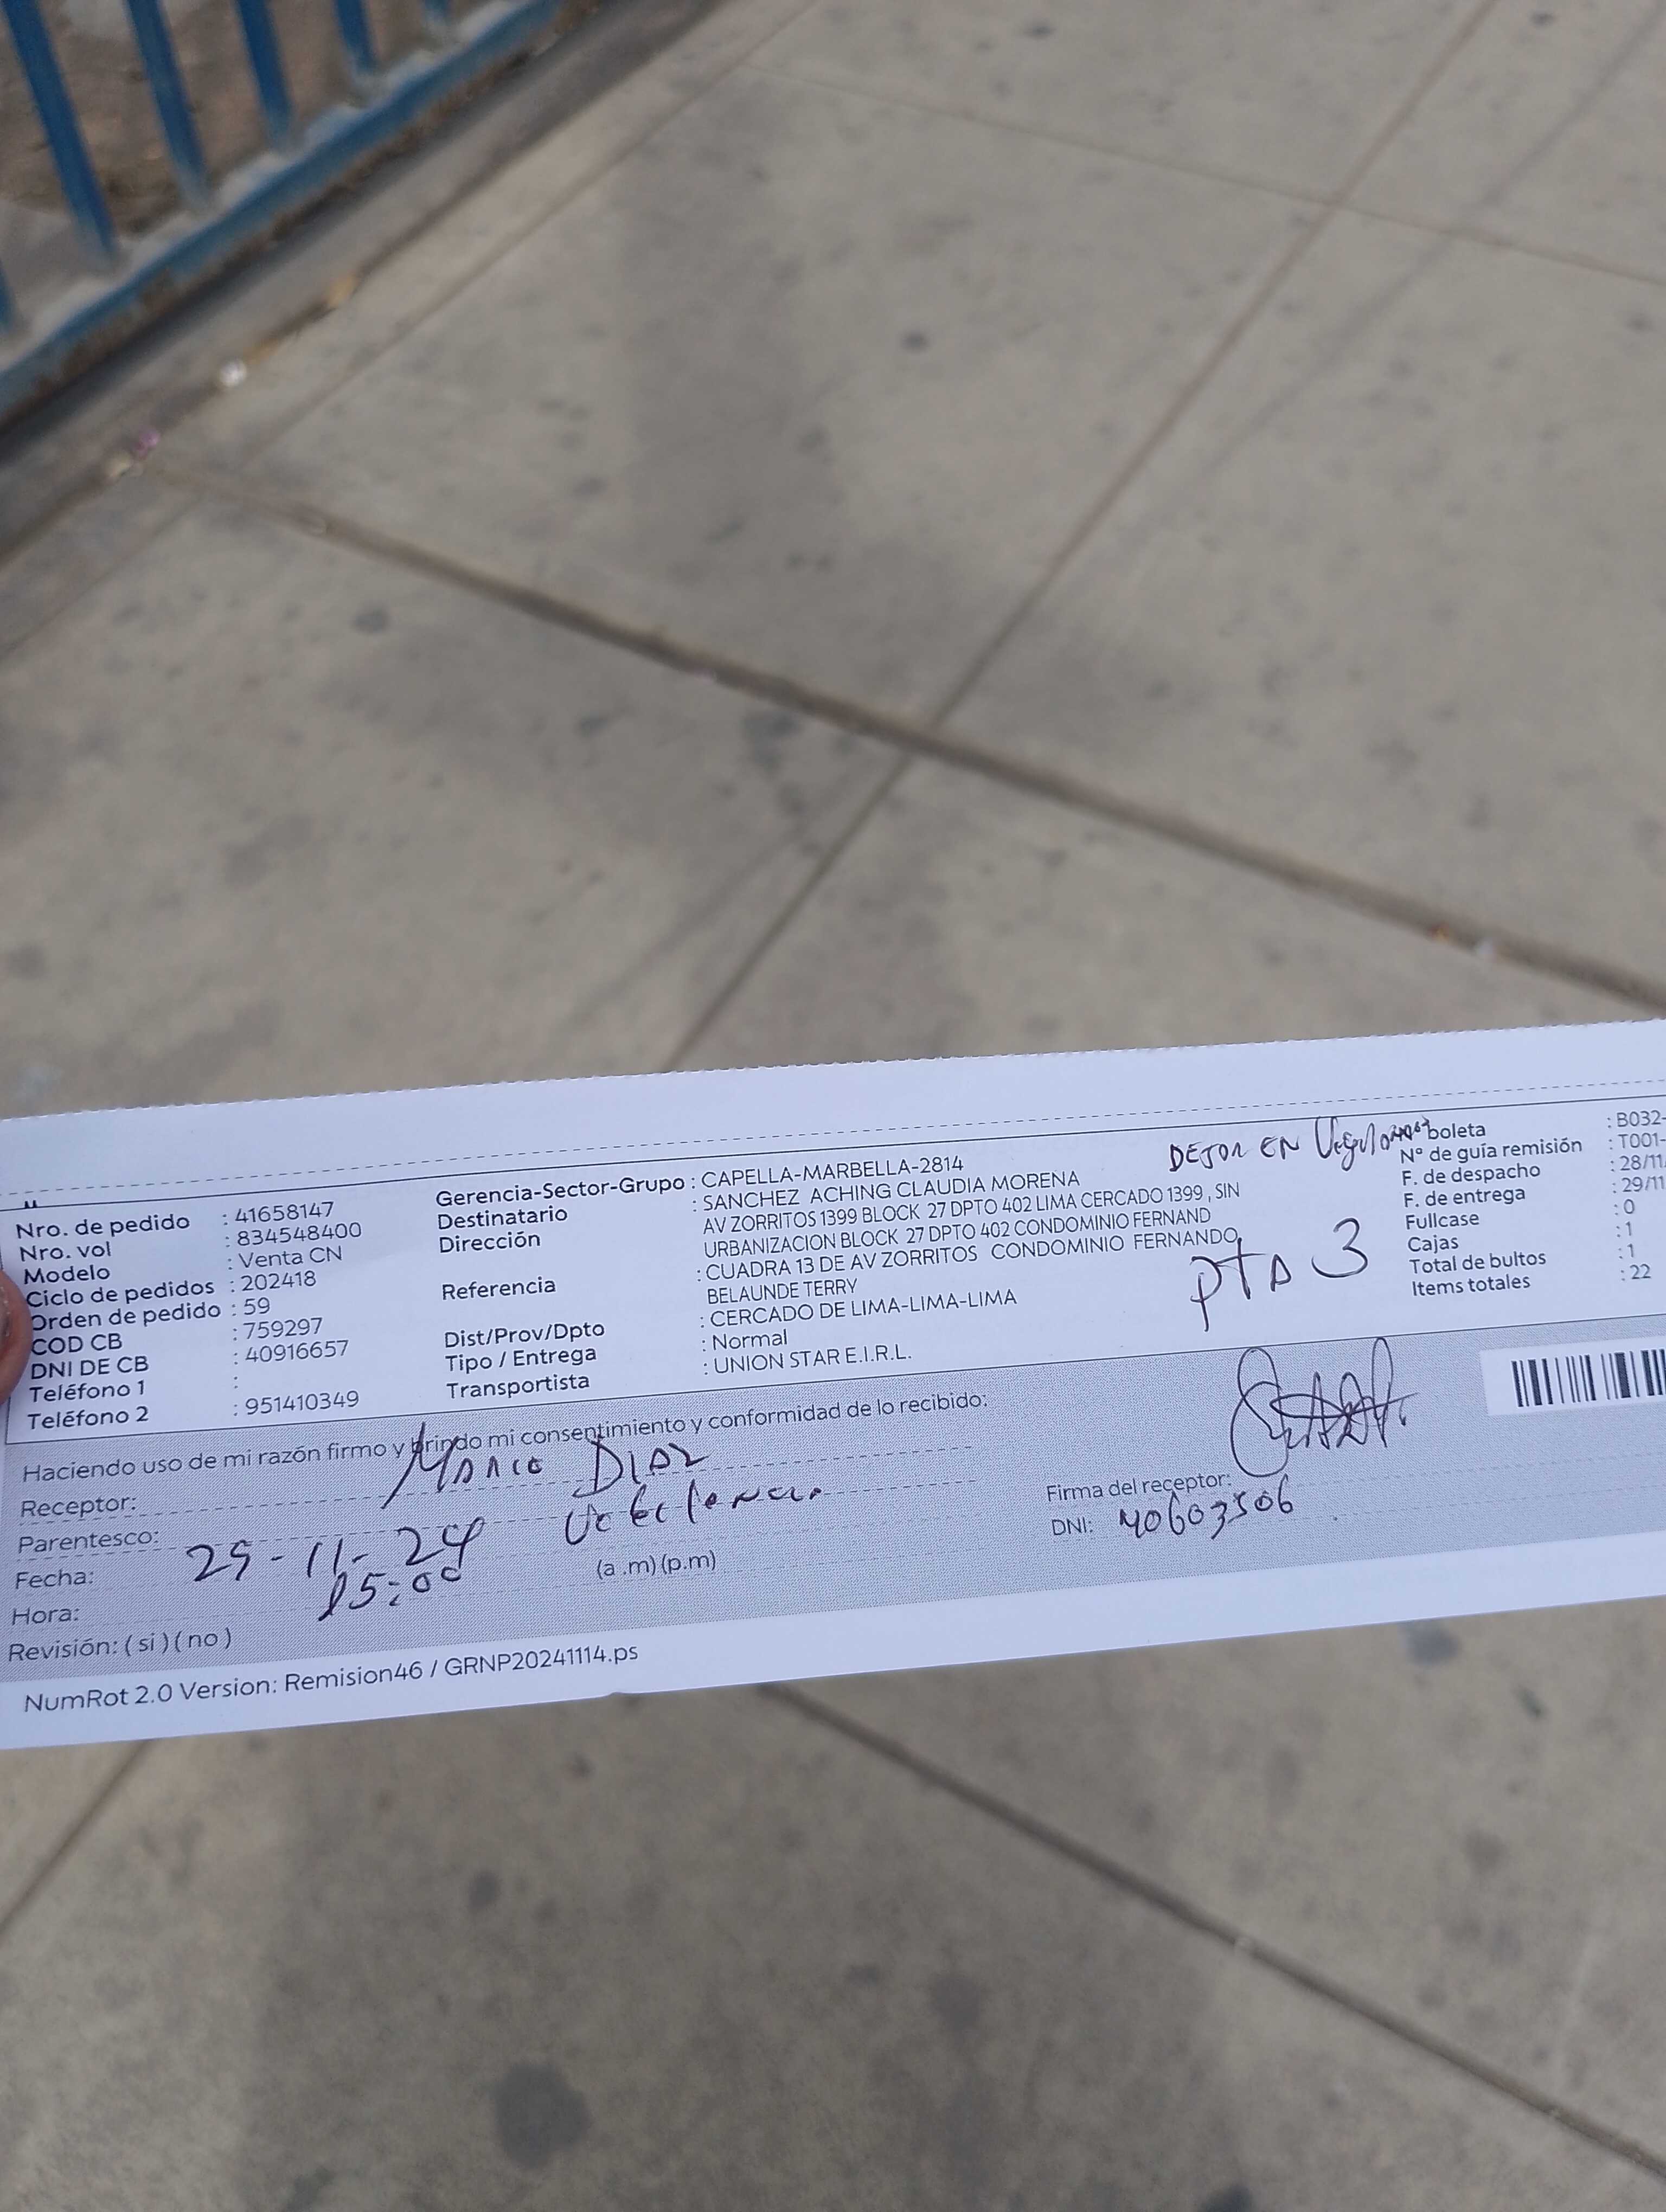 Nro. de pedido : 41658147
Nro. vol : 834548400
Modelo : Venta CN
Ciclo de pedidos : 202418
Orden de pedido : 59
COD CB : 759297
DNI DE CB : 40916657
Teléfono 1 :
Teléfono 2 : 951410349
Gerencia-Sector-Grupo : CAPELLA-MARBELLA-2814
Destinatario : SANCHEZ ACHING CLAUDIA MORENA
Dirección AV ZORRITOS 1399 BLOCK 27 DPTO 402 LIMA CERCADO 1399 , SIN
URBANIZACION BLOCK 27 DPTO 402 CONDOMINIO FERNAND
Referencia : CUADRA 13 DE AV ZORRITOS CONDOMINIO FERNANDO
BELAUNDE TERRY
Dist/Prov/Dpto : CERCADO DE LIMA-LIMA-LIMA
Tipo / Entrega : Normal
Transportista : UNION STAR E.I.R.L.
DEJAR EN
PTA 3
boleta : B032-
N° de guía remisión : T001-
F. de despacho : 28/11
F. de entrega : 29/11
Fullcase : 0
Cajas : 1
Total de bultos : 1
Items totales : 22
Haciendo uso de mi razón firmo y brindo mi consentimiento y conformidad de lo recibido:
Receptor: MARCO DIAZ
Parentesco:
Fecha: 29-11-24
Hora: 15:00 (a .m) (p.m)
Revisión: ( si ) ( no )
Firma del receptor:
DNI: 40603506
NumRot 2.0 Version: Remision46 / GRNP20241114.ps